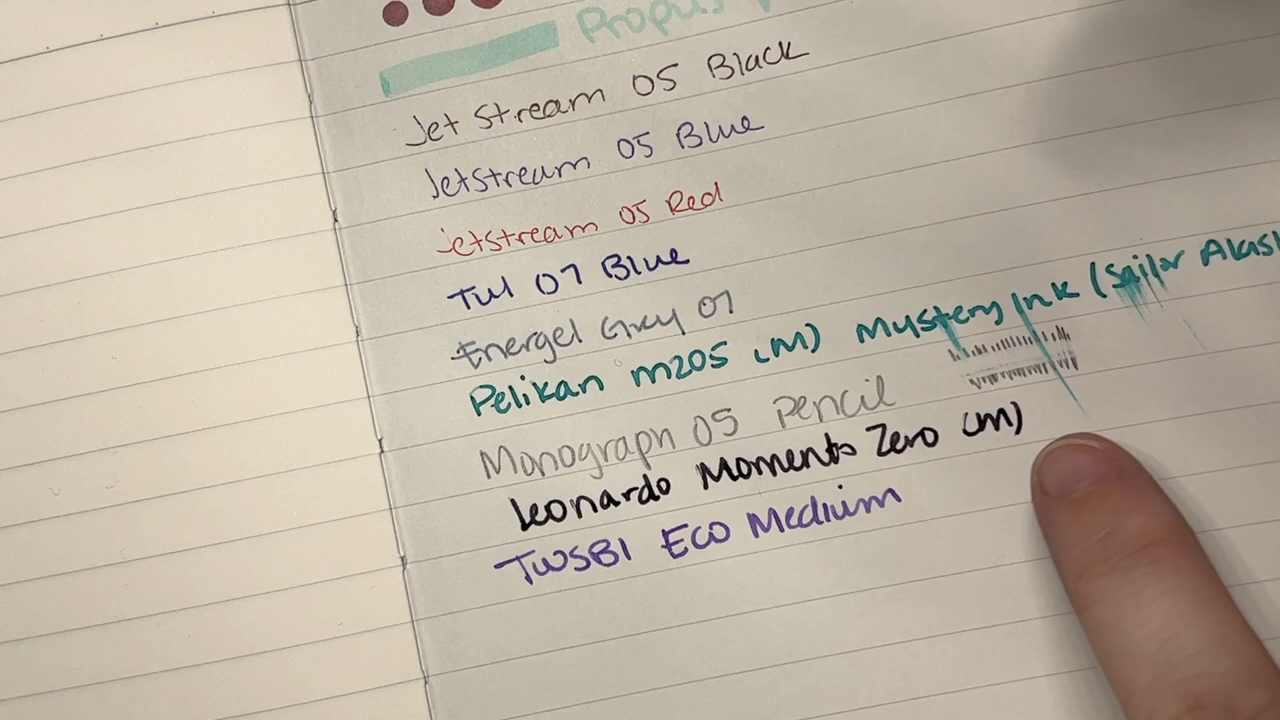 Propus
Jet Stream 05 Black
Jetstream 05 Blue
jetstream 05 Red
TUL 07 Blue
Energel Grey 07
Pelikan m205 (M) Mystery Ink (Sailor
Monograph 05 Pencil
Leonardo Momento Zero (M)
TWSBI ECO Medium